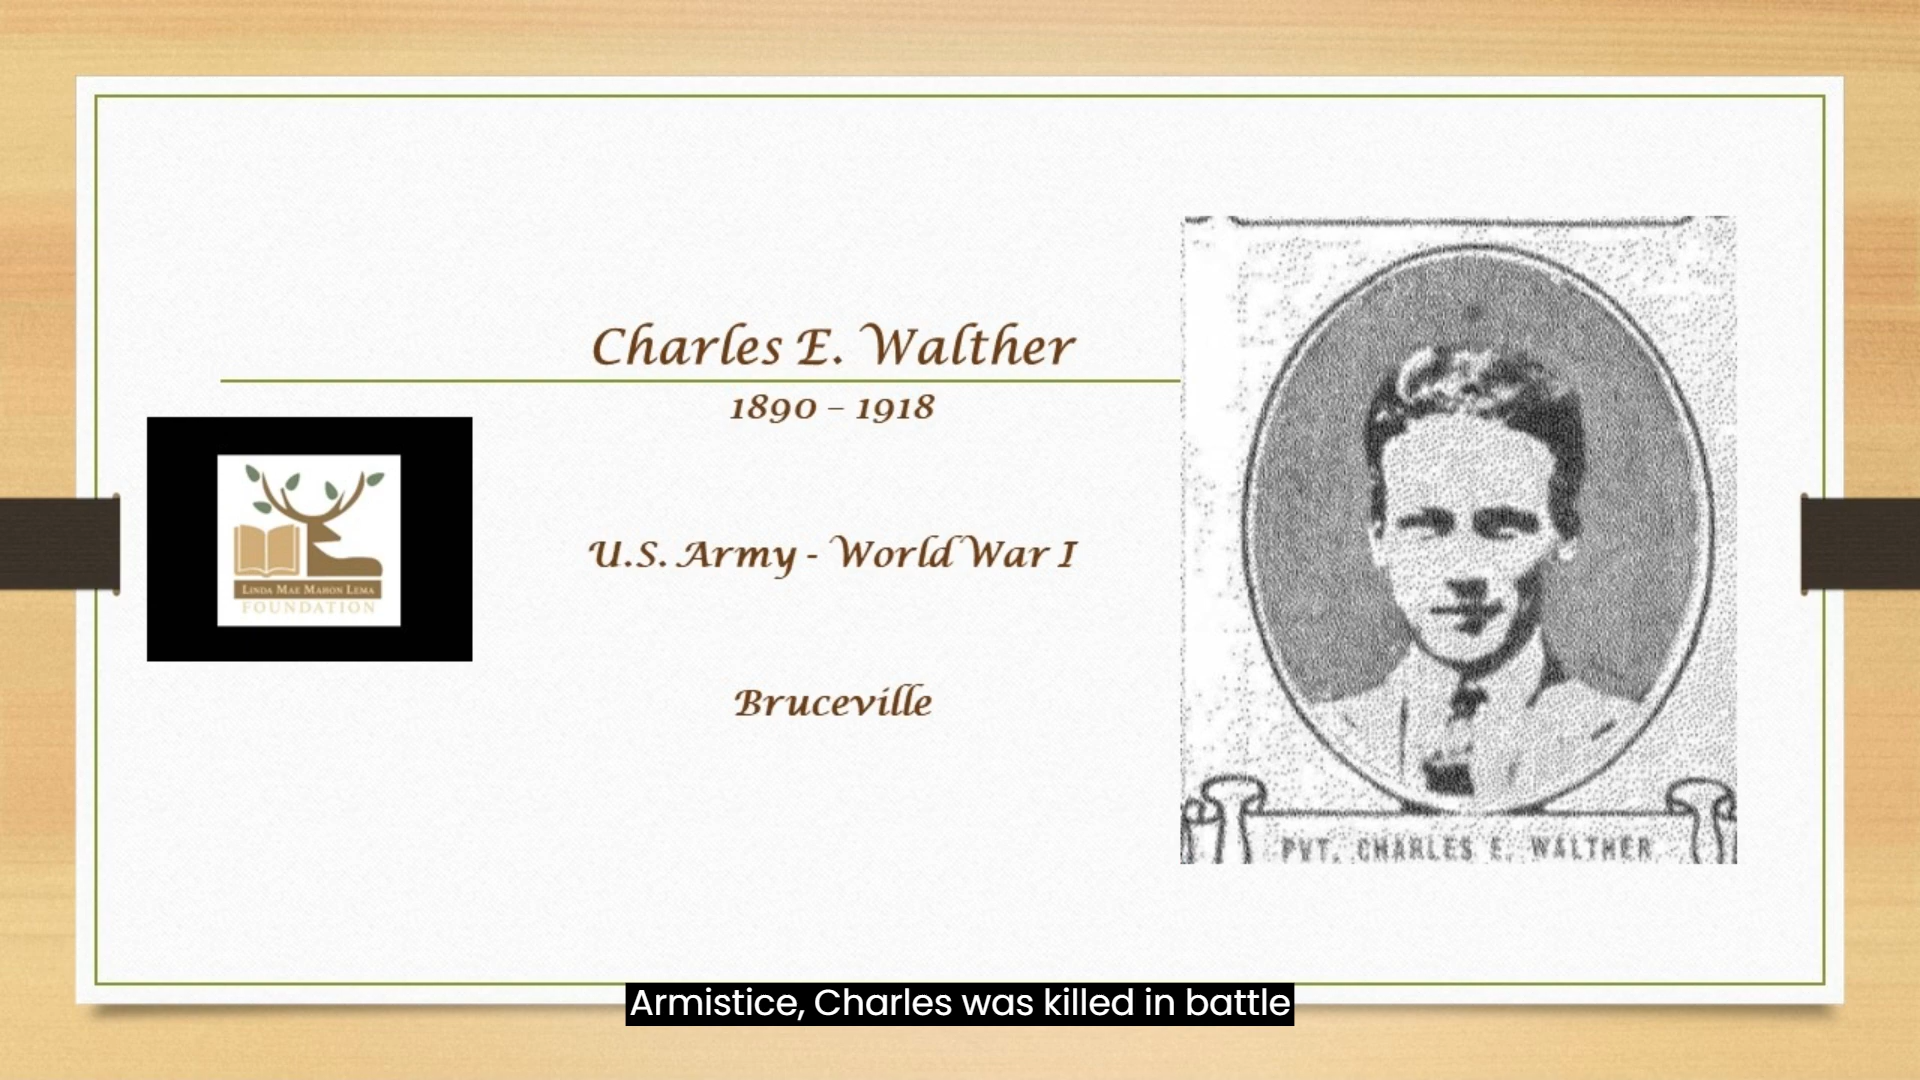 Charles E. Walther
1890 – 1918
U.S. Army - World War I
Bruceville
LINDA MAE MAHON LEMA
FOUNDATION
PVT. CHARLES E. WALTHER
Armistice, Charles was killed in battle